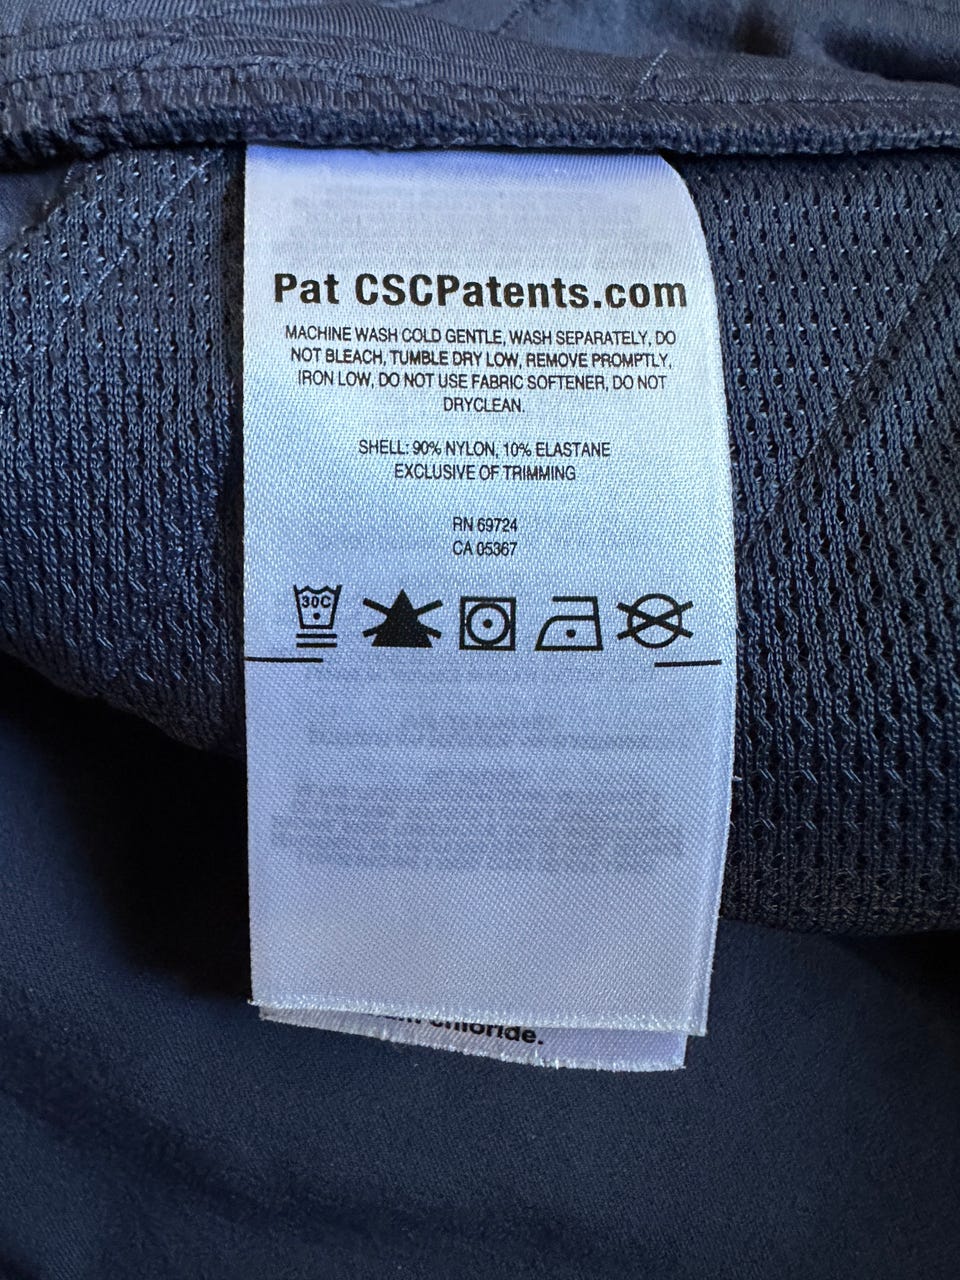 Pat CSCPatents.com
MACHINE WASH COLD GENTLE, WASH SEPARATELY, DO
NOT BLEACH, TUMBLE DRY LOW, REMOVE PROMPTLY,
IRON LOW, DO NOT USE FABRIC SOFTENER, DO NOT
DRYCLEAN.
SHELL: 90% NYLON, 10% ELASTANE
EXCLUSIVE OF TRIMMING
RN 69724
CA 05367
30C
chloride.